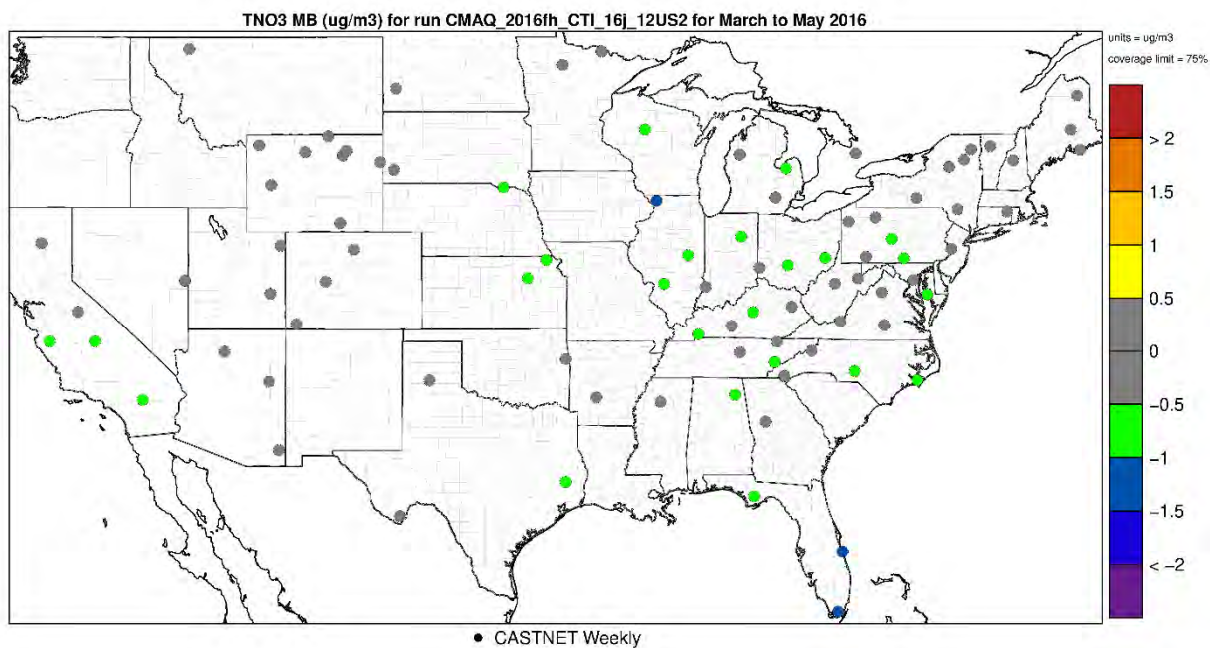 TNO3 MB (ug/m3) for run CMAQ_2016fh_CTI_16j_12US2 for March to May 2016
units = ug/m3
coverage limit = 75%
> 2
1.5
1
0.5
0
−0.5
−1
−1.5
< −2
● CASTNET Weekly